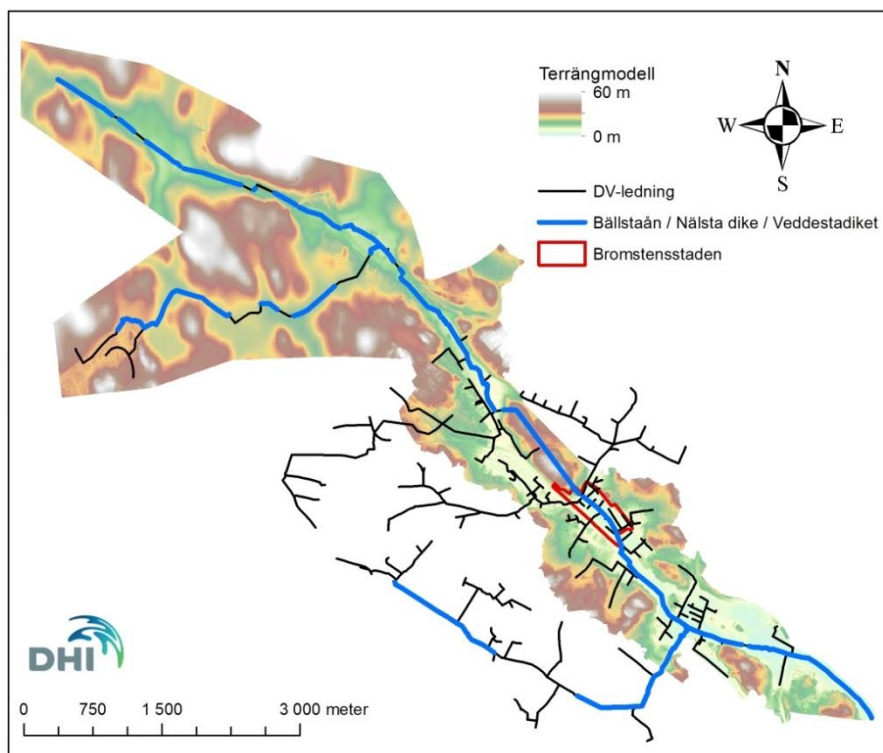 Terrängmodell
60 m
0 m
N
W E
S
DV-ledning
Bällstaån / Nälsta dike / Veddestadiket
Bromstensstaden
DHI
0 750 1 500 3 000 meter